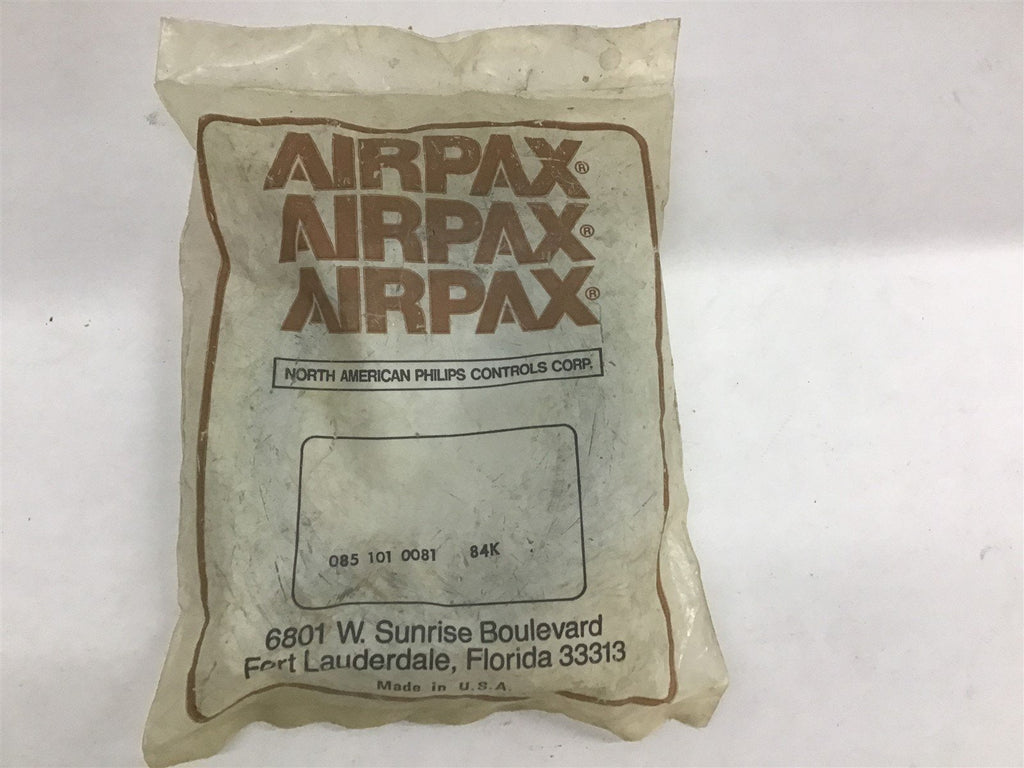 AIRPAX®
AIRPAX®
AIRPAX®
NORTH AMERICAN PHILIPS CONTROLS CORP.
085 101 0081 84K
6801 W. Sunrise Boulevard
Fort Lauderdale, Florida 33313
Made in U.S.A.